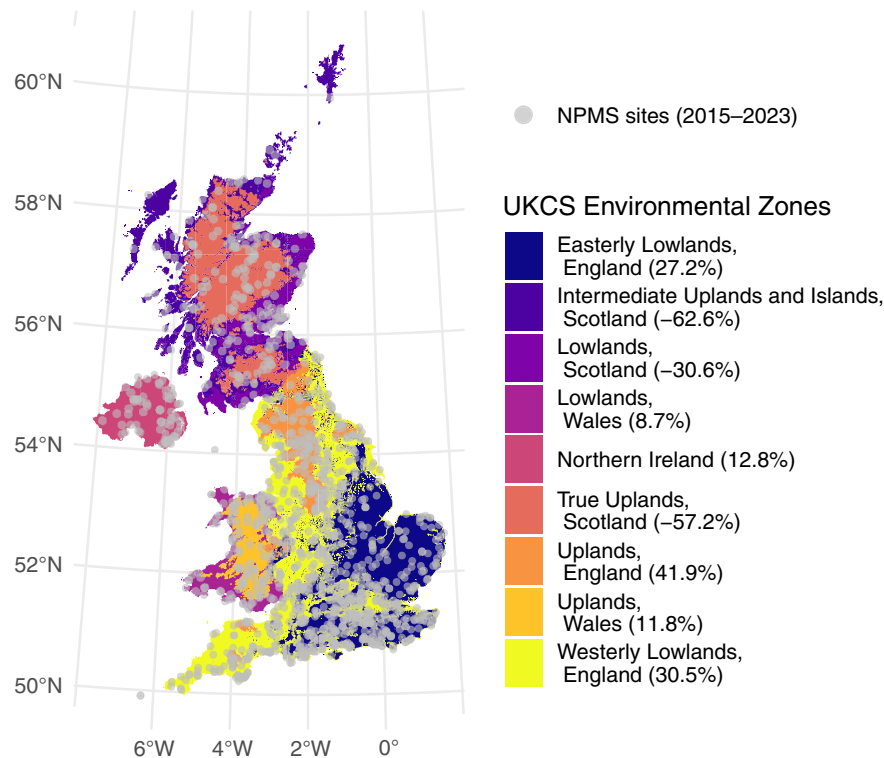 60°N
58°N
56°N
54°N
52°N
50°N
6°W
4°W
2°W
0°
NPMS sites (2015–2023)
UKCS Environmental Zones
Easterly Lowlands,
England (27.2%)
Intermediate Uplands and Islands,
Scotland (−62.6%)
Lowlands,
Scotland (−30.6%)
Lowlands,
Wales (8.7%)
Northern Ireland (12.8%)
True Uplands,
Scotland (−57.2%)
Uplands,
England (41.9%)
Uplands,
Wales (11.8%)
Westerly Lowlands,
England (30.5%)